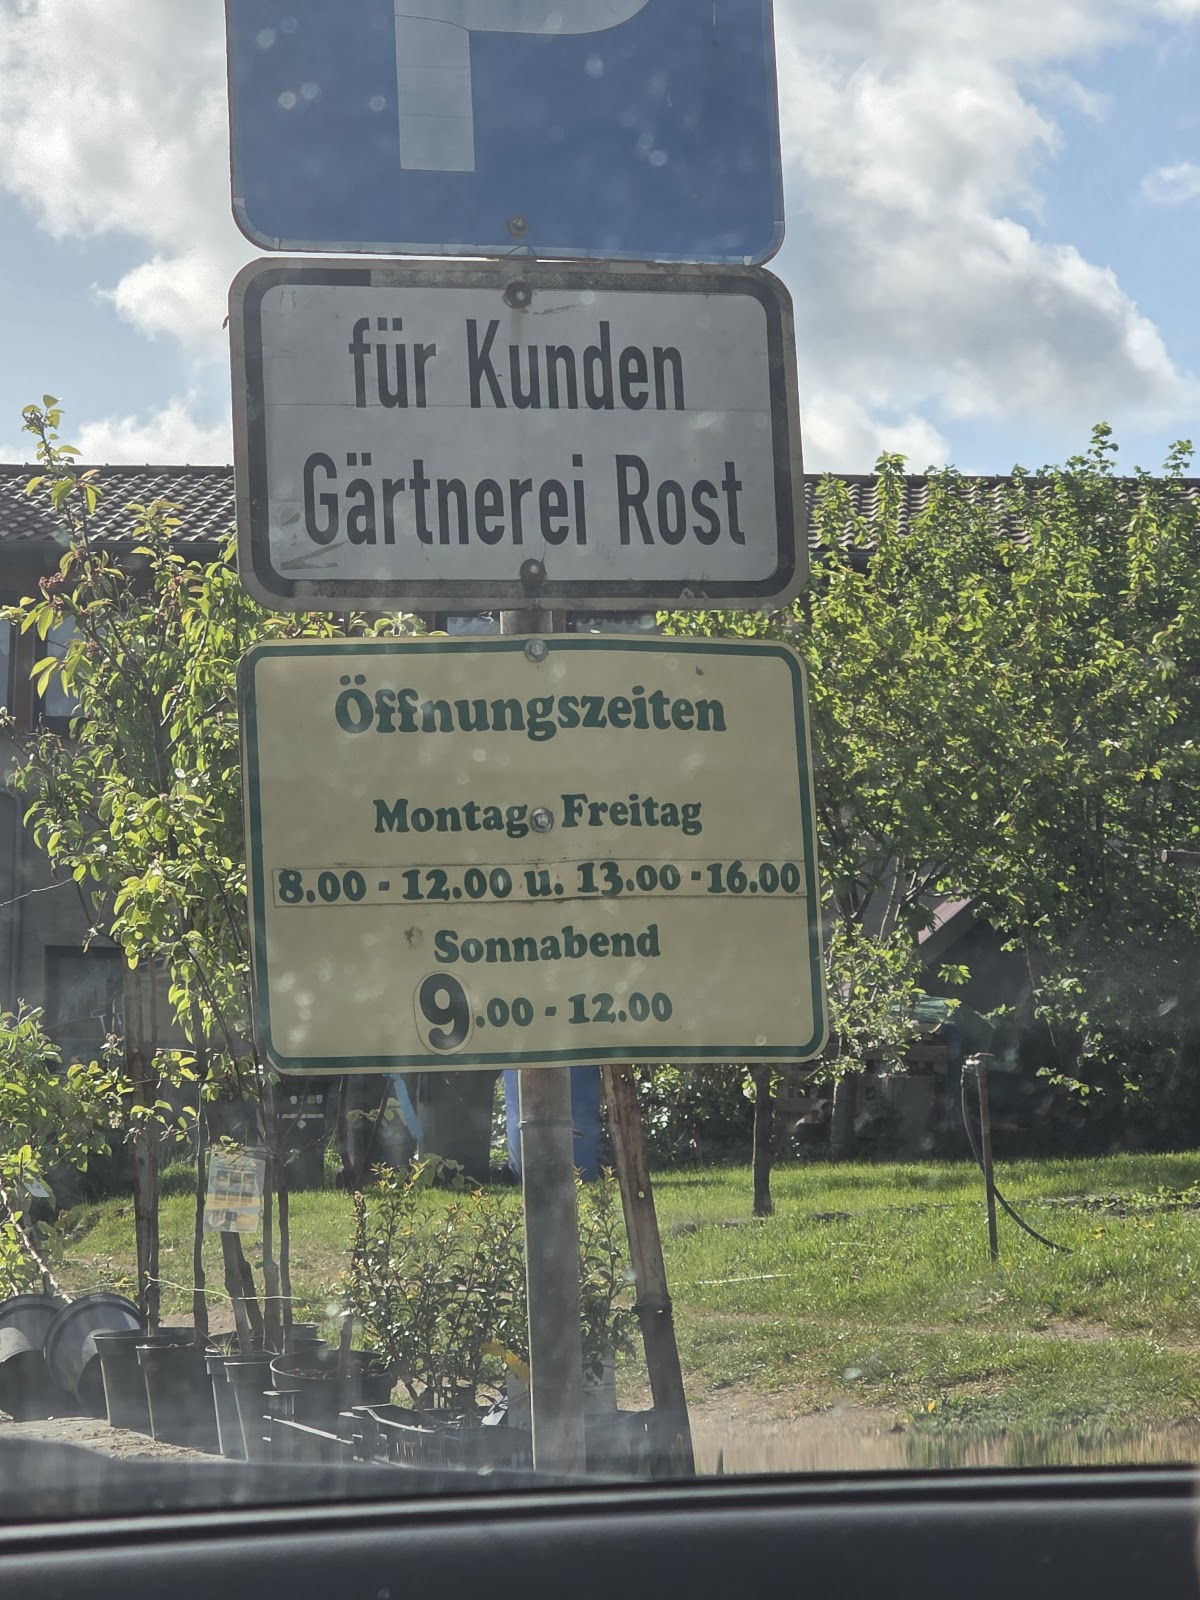 P
für Kunden
Gärtnerei Rost
Öffnungszeiten
Montag Freitag
8.00 - 12.00 u. 13.00 - 16.00
Sonnabend
9.00 - 12.00